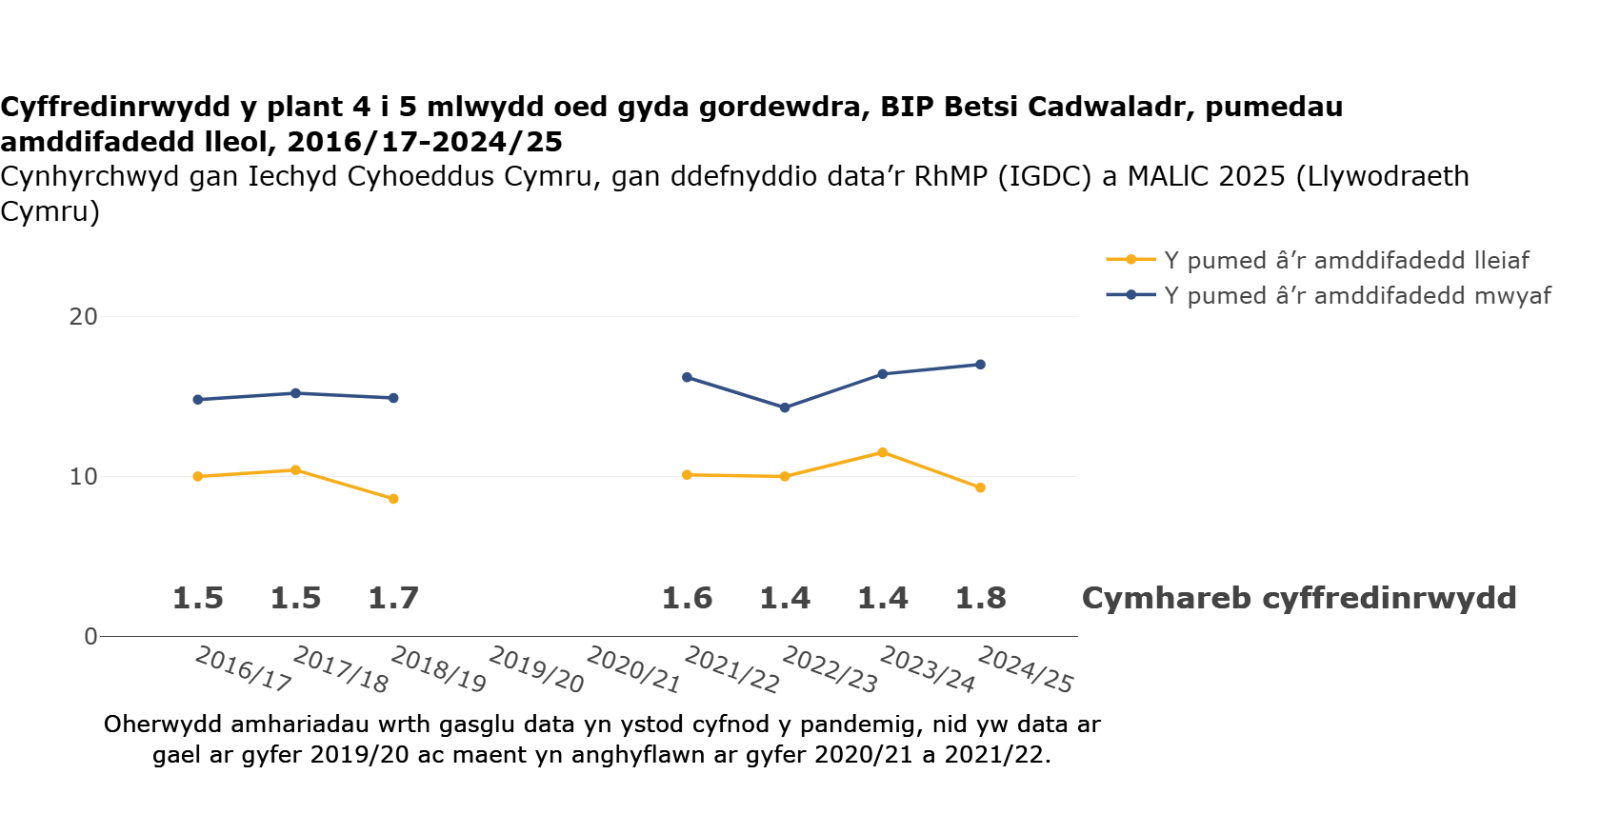 Cyffredinrwydd y plant 4 i 5 mlwydd oed gyda gordewdra, BIP Betsi Cadwaladr, pumedau
amddifadedd lleol, 2016/17-2024/25
Cynhyrchwyd gan Iechyd Cyhoeddus Cymru, gan ddefnyddio data’r RhMP (IGDC) a MALlC 2025 (Llywodraeth
Cymru)
Y pumed â’r amddifadedd lleiaf
Y pumed â’r amddifadedd mwyaf
20
10
1.5 1.5 1.7 1.6 1.4 1.4 1.8 Cymhareb cyffredinrwydd
0
2016/17 2017/18 2018/19 2019/20 2020/21 2021/22 2022/23 2023/24 2024/25
Oherwydd amhariadau wrth gasglu data yn ystod cyfnod y pandemig, nid yw data ar
gael ar gyfer 2019/20 ac maent yn anghyflawn ar gyfer 2020/21 a 2021/22.